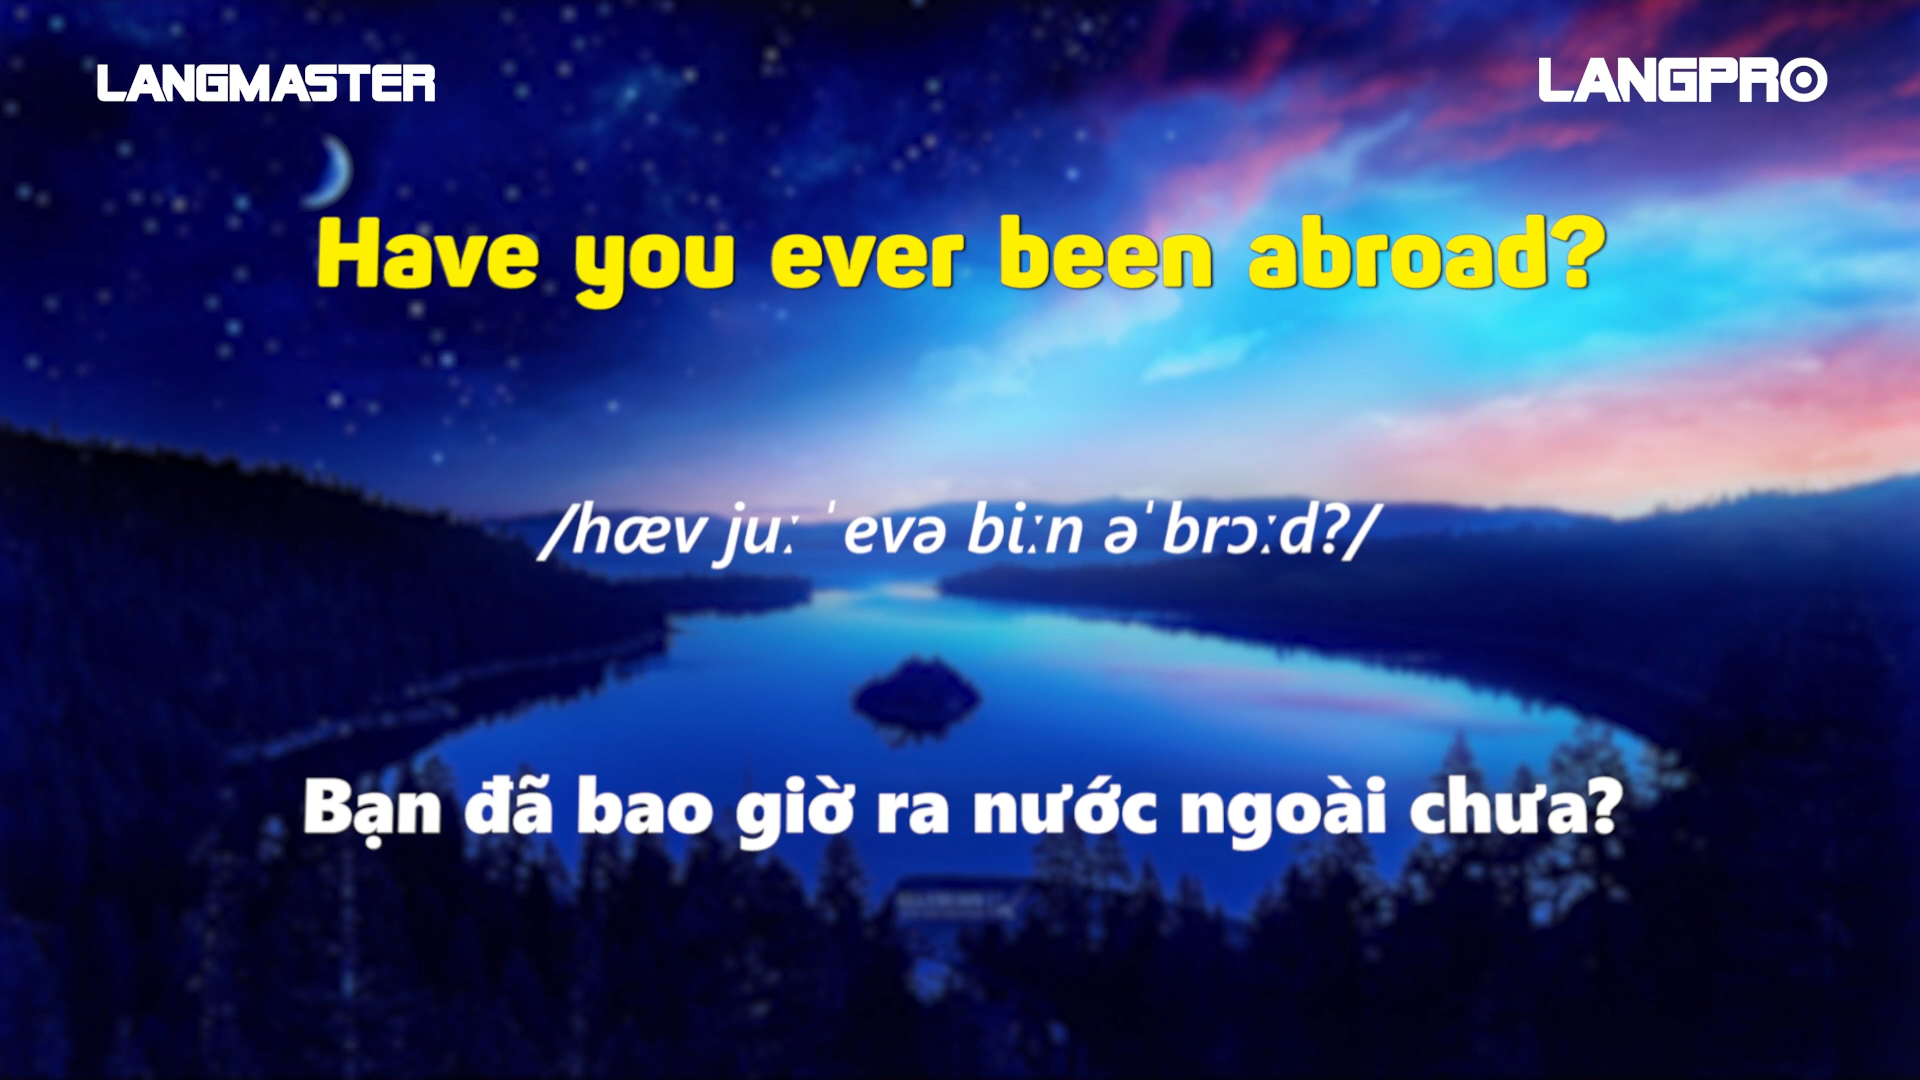 LANGMASTER
LANGPRO
Have you ever been abroad?
/hæv juː ˈevə biːn əˈbrɔːd?/
Bạn đã bao giờ ra nước ngoài chưa?